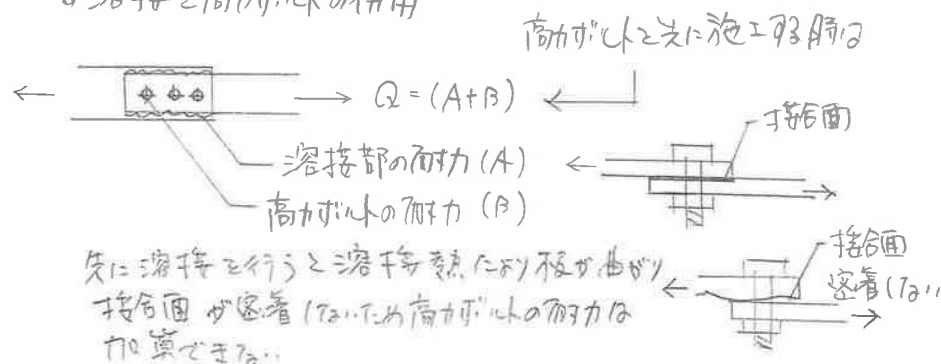 溶接と高力ボルトの併用
高力ボルトを先に施工する時は
Q=(A+B)
溶接部の耐力(A)
高力ボルトの耐力(B)
接合面
先に溶接を行うと溶接熱により板が曲がり
接合面が密着しないため高力ボルトの耐力は
加算できない
接合面
密着しない